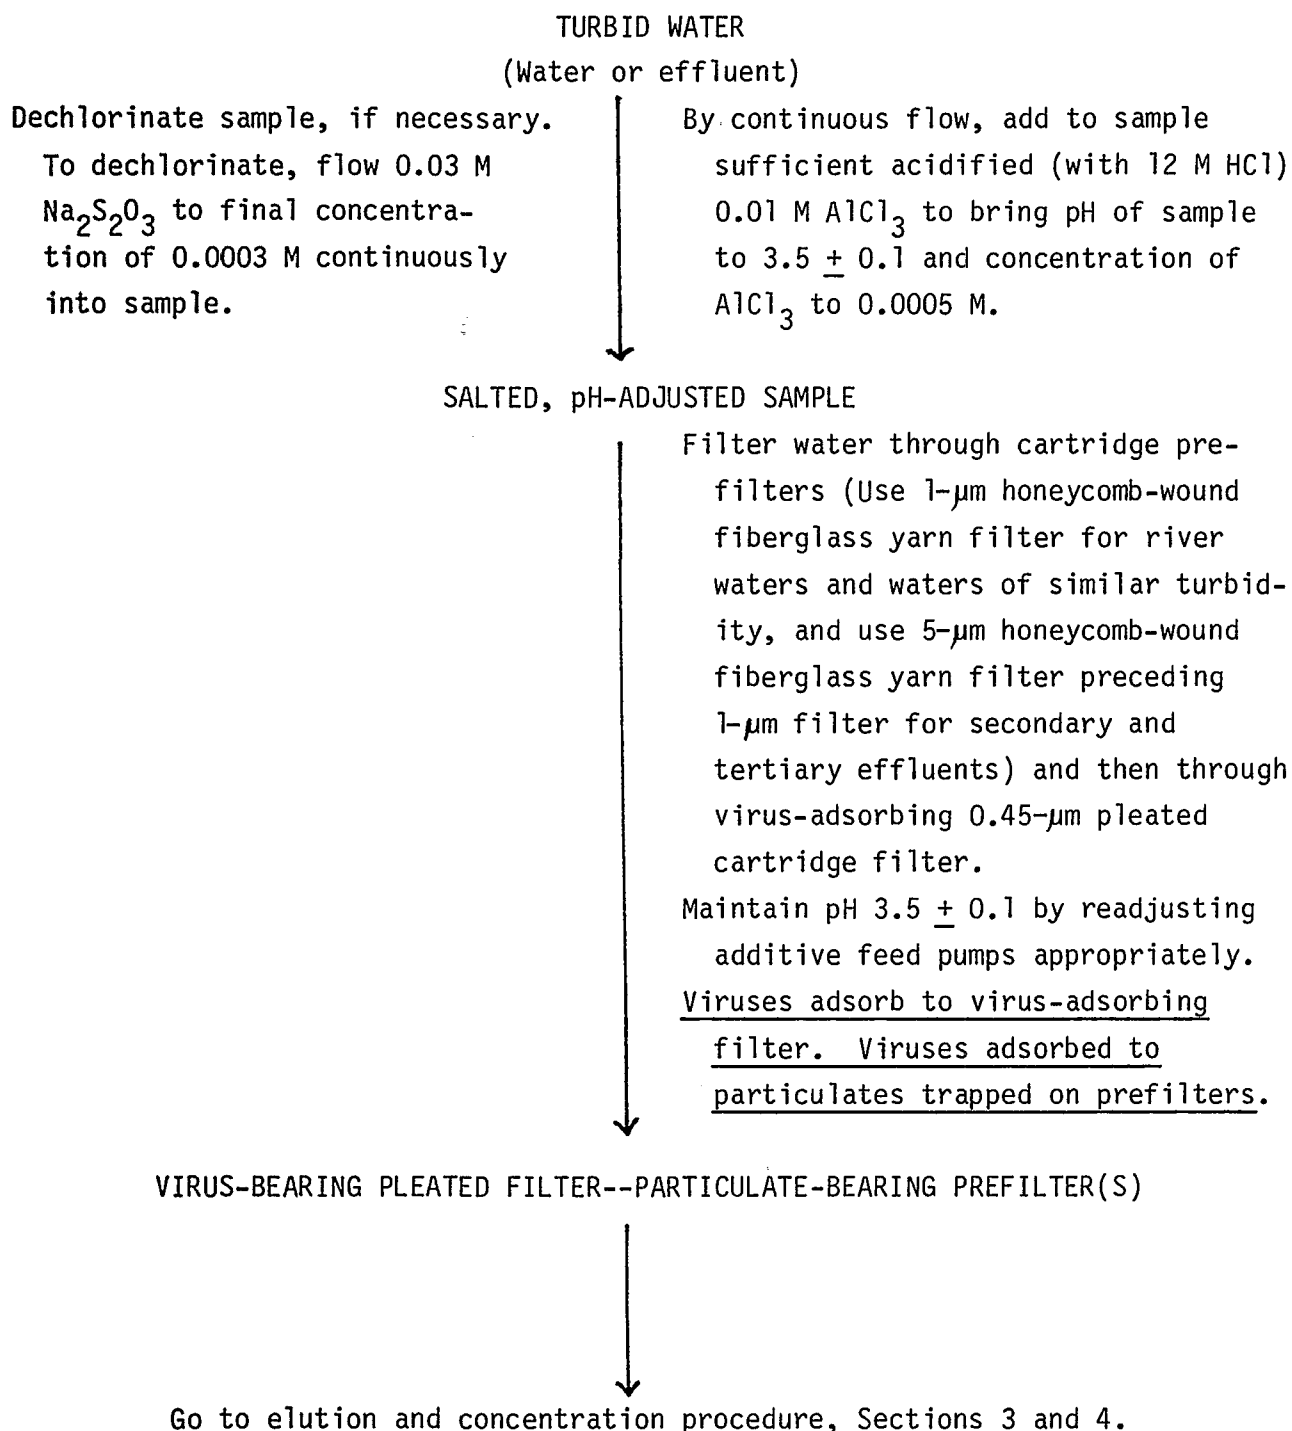 TURBID WATER
(Water or effluent)
Dechlorinate sample, if necessary.
To dechlorinate, flow 0.03 M
Na2S2O3 to final concentra-
tion of 0.0003 M continuously
into sample.
By continuous flow, add to sample
sufficient acidified (with 12 M HCl)
0.01 M AlCl3 to bring pH of sample
to 3.5 ± 0.1 and concentration of
AlCl3 to 0.0005 M.
SALTED, pH-ADJUSTED SAMPLE
Filter water through cartridge pre-
filters (Use 1-µm honeycomb-wound
fiberglass yarn filter for river
waters and waters of similar turbid-
ity, and use 5-µm honeycomb-wound
fiberglass yarn filter preceding
1-µm filter for secondary and
tertiary effluents) and then through
virus-adsorbing 0.45-µm pleated
cartridge filter.
Maintain pH 3.5 ± 0.1 by readjusting
additive feed pumps appropriately.
Viruses adsorb to virus-adsorbing
filter. Viruses adsorbed to
particulates trapped on prefilters.
VIRUS-BEARING PLEATED FILTER--PARTICULATE-BEARING PREFILTER(S)
Go to elution and concentration procedure, Sections 3 and 4.